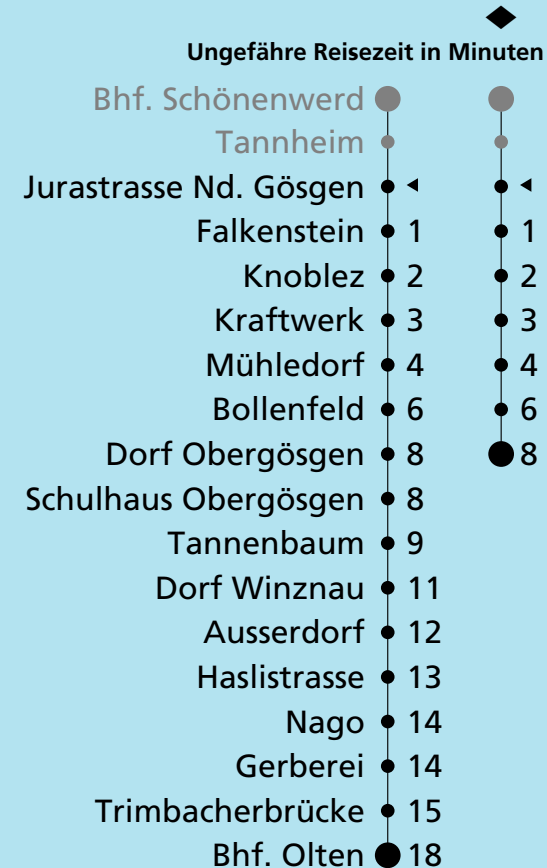 Ungefähre Reisezeit in Minuten
Bhf. Schönenwerd
Tannheim
Jurastrasse Nd. Gösgen
Falkenstein 1 1
Knoblez 2 2
Kraftwerk 3 3
Mühledorf 4 4
Bollenfeld 6 6
Dorf Obergösgen 8 8
Schulhaus Obergösgen 8
Tannenbaum 9
Dorf Winznau 11
Ausserdorf 12
Haslistrasse 13
Nago 14
Gerberei 14
Trimbacherbrücke 15
Bhf. Olten 18